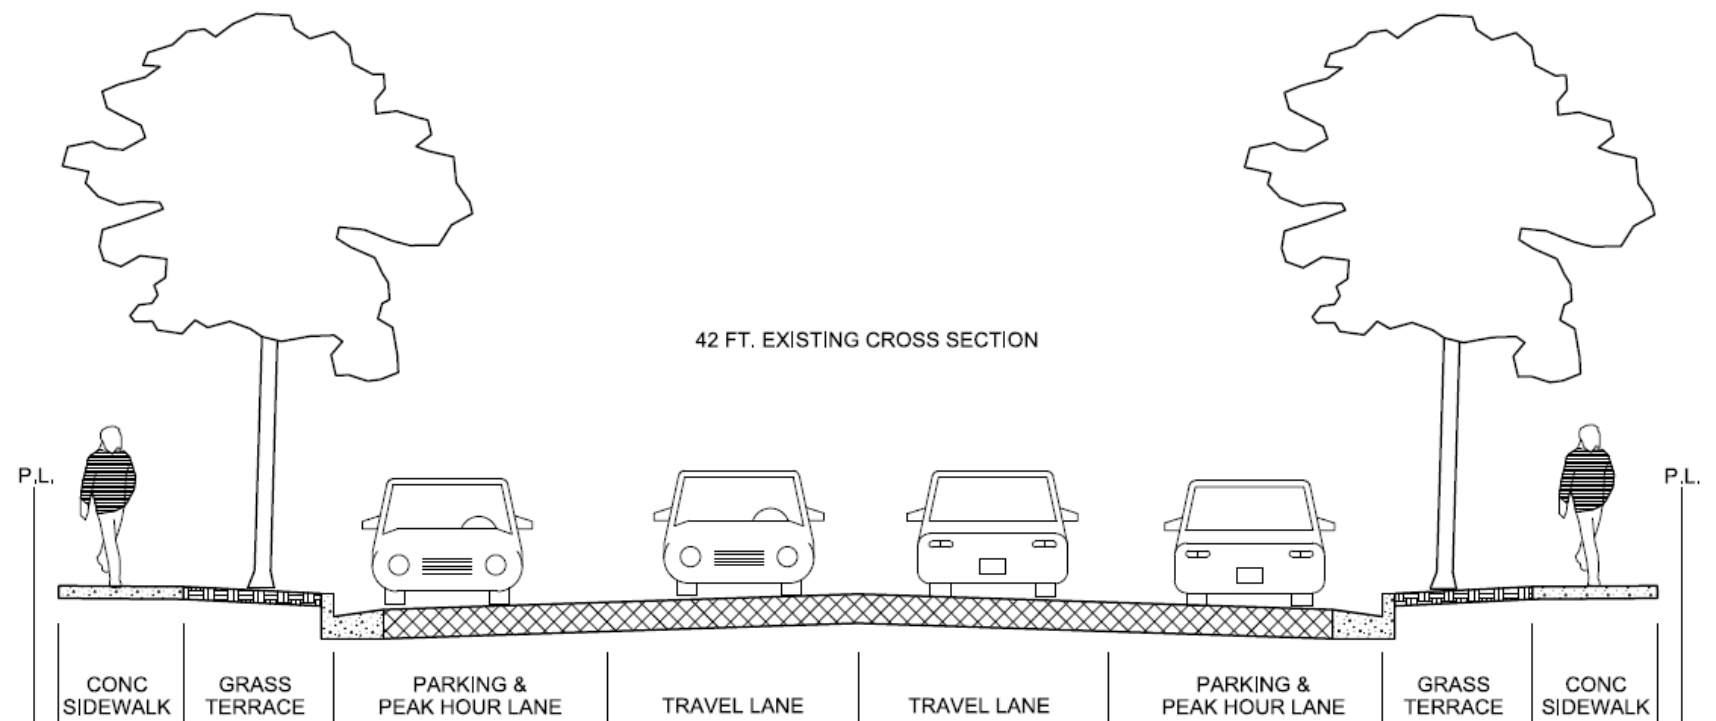 42 FT. EXISTING CROSS SECTION
P.L.
P.L.
CONC
SIDEWALK
GRASS
TERRACE
PARKING &
PEAK HOUR LANE
TRAVEL LANE
TRAVEL LANE
PARKING &
PEAK HOUR LANE
GRASS
TERRACE
CONC
SIDEWALK